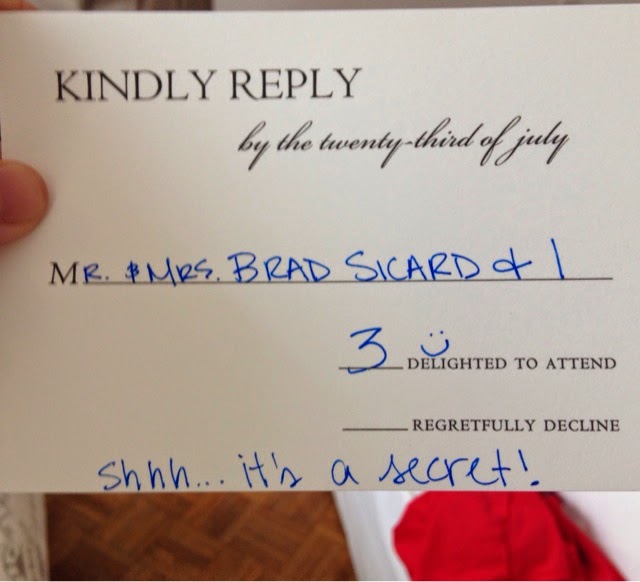 KINDLY REPLY
by the twenty-third of july
MR. & MRS. BRAD SICARD & 1
3 DELIGHTED TO ATTEND
REGRETFULLY DECLINE
shhh... it's a secret!